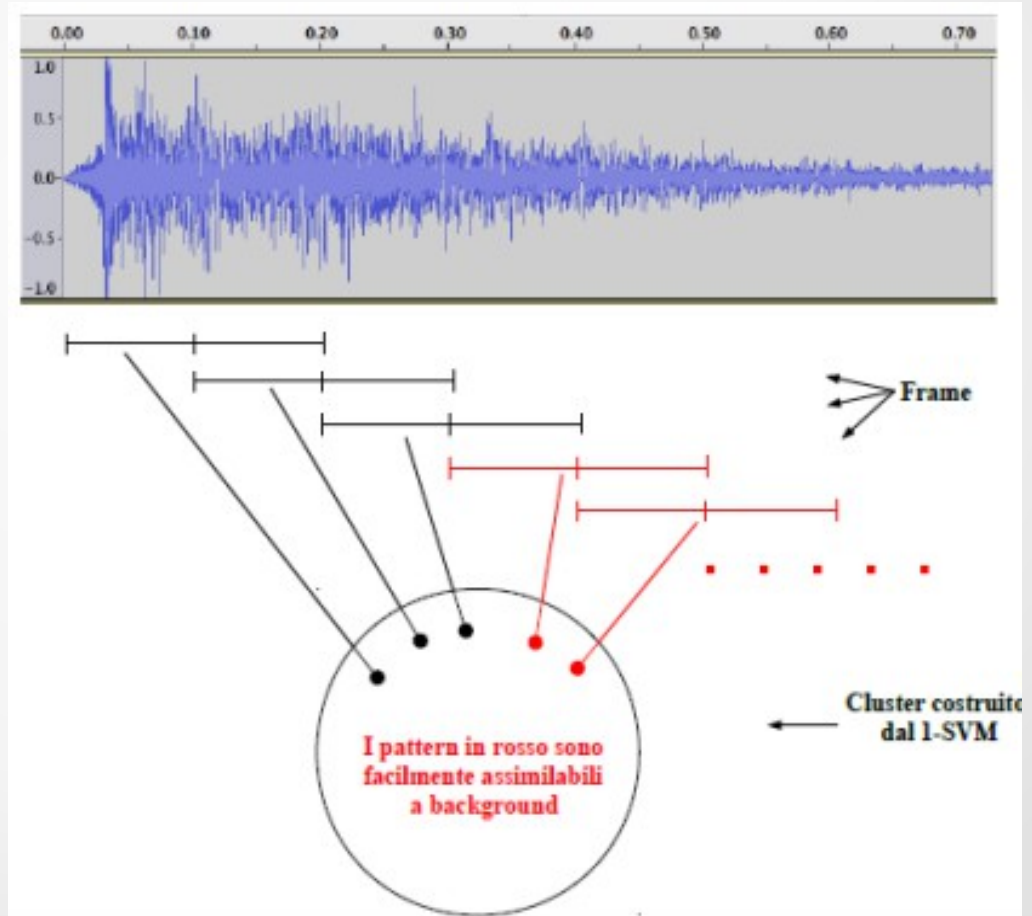 0.00 0.10 0.20 0.30 0.40 0.50 0.60 0.70
1.0
0.5
0.0
-0.5
-1.0
Frame
Cluster costruito
dal 1-SVM
I pattern in rosso sono
facilmente assimilabili
a background